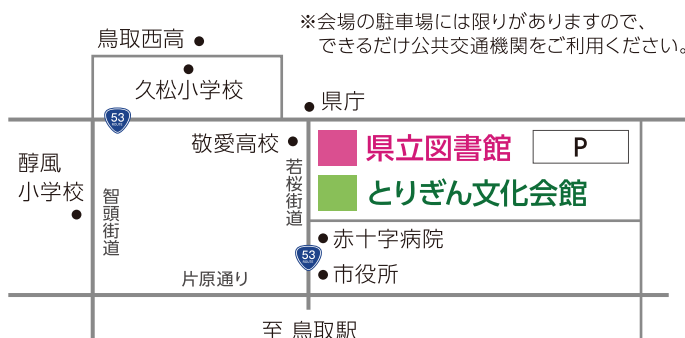 ※会場の駐車場には限りがありますので、
できるだけ公共交通機関をご利用ください。
鳥取西高
久松小学校
県庁
53
ROUTE
敬愛高校
県立図書館
P
醇風
小学校
智頭街道
若桜街道
とりぎん文化会館
赤十字病院
53
ROUTE
市役所
片原通り
至 鳥取駅